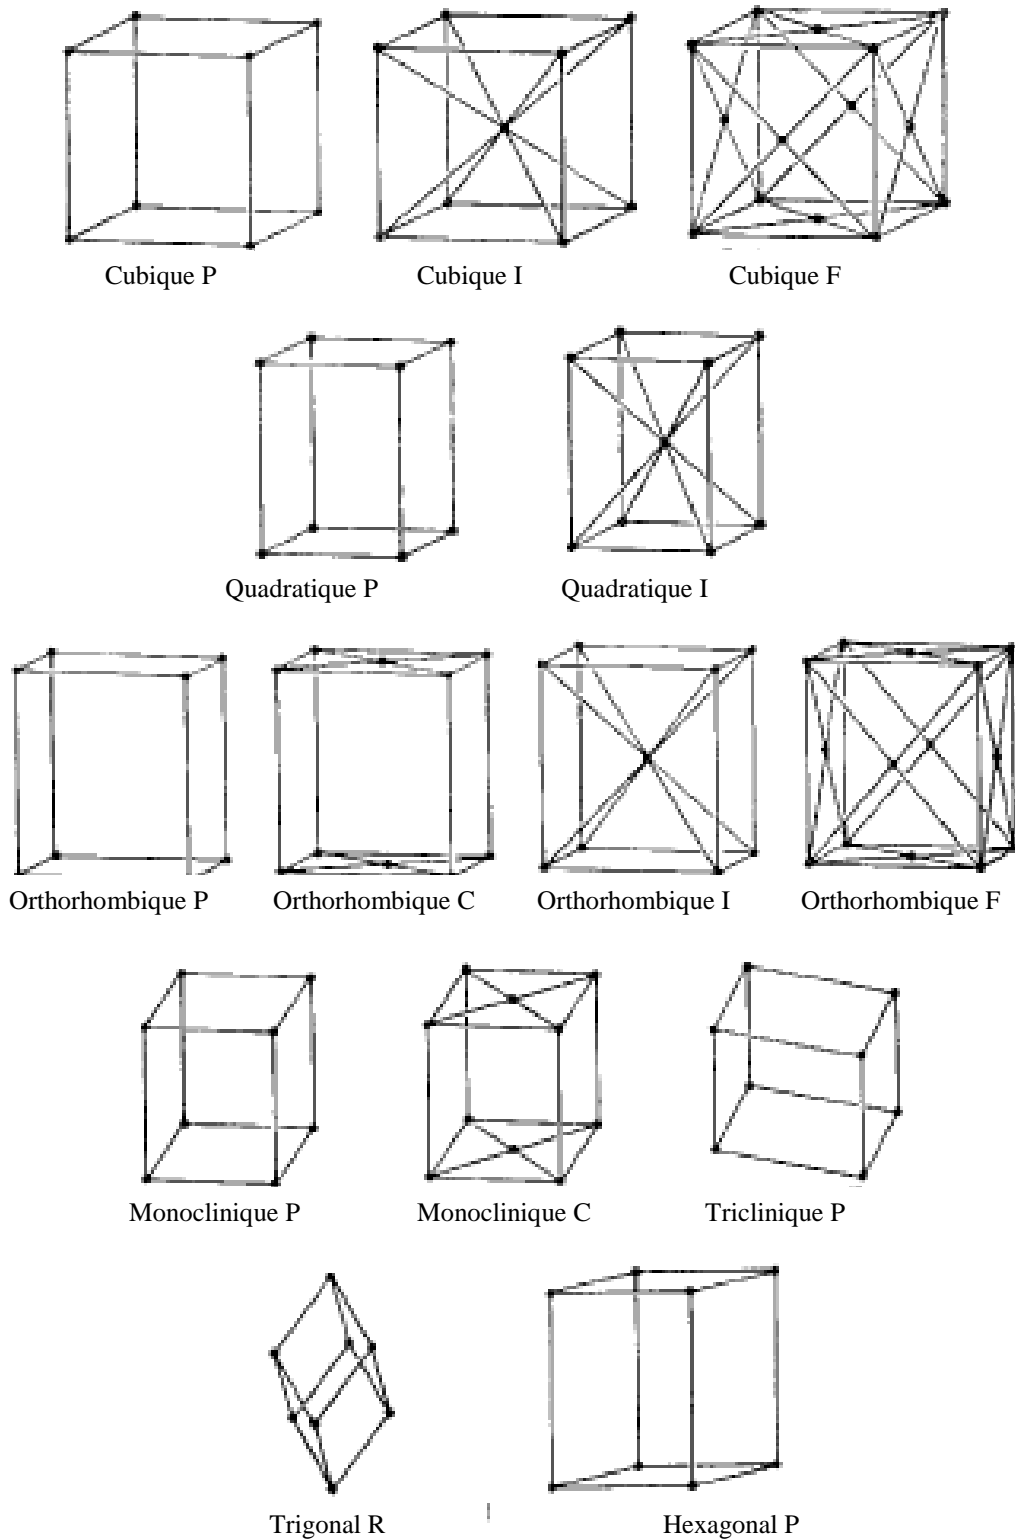 Cubique P Cubique I Cubique F
Quadratique P Quadratique I
Orthorhombique P Orthorhombique C Orthorhombique I Orthorhombique F
Monoclinique P Monoclinique C Triclinique P
Trigonal R Hexagonal P